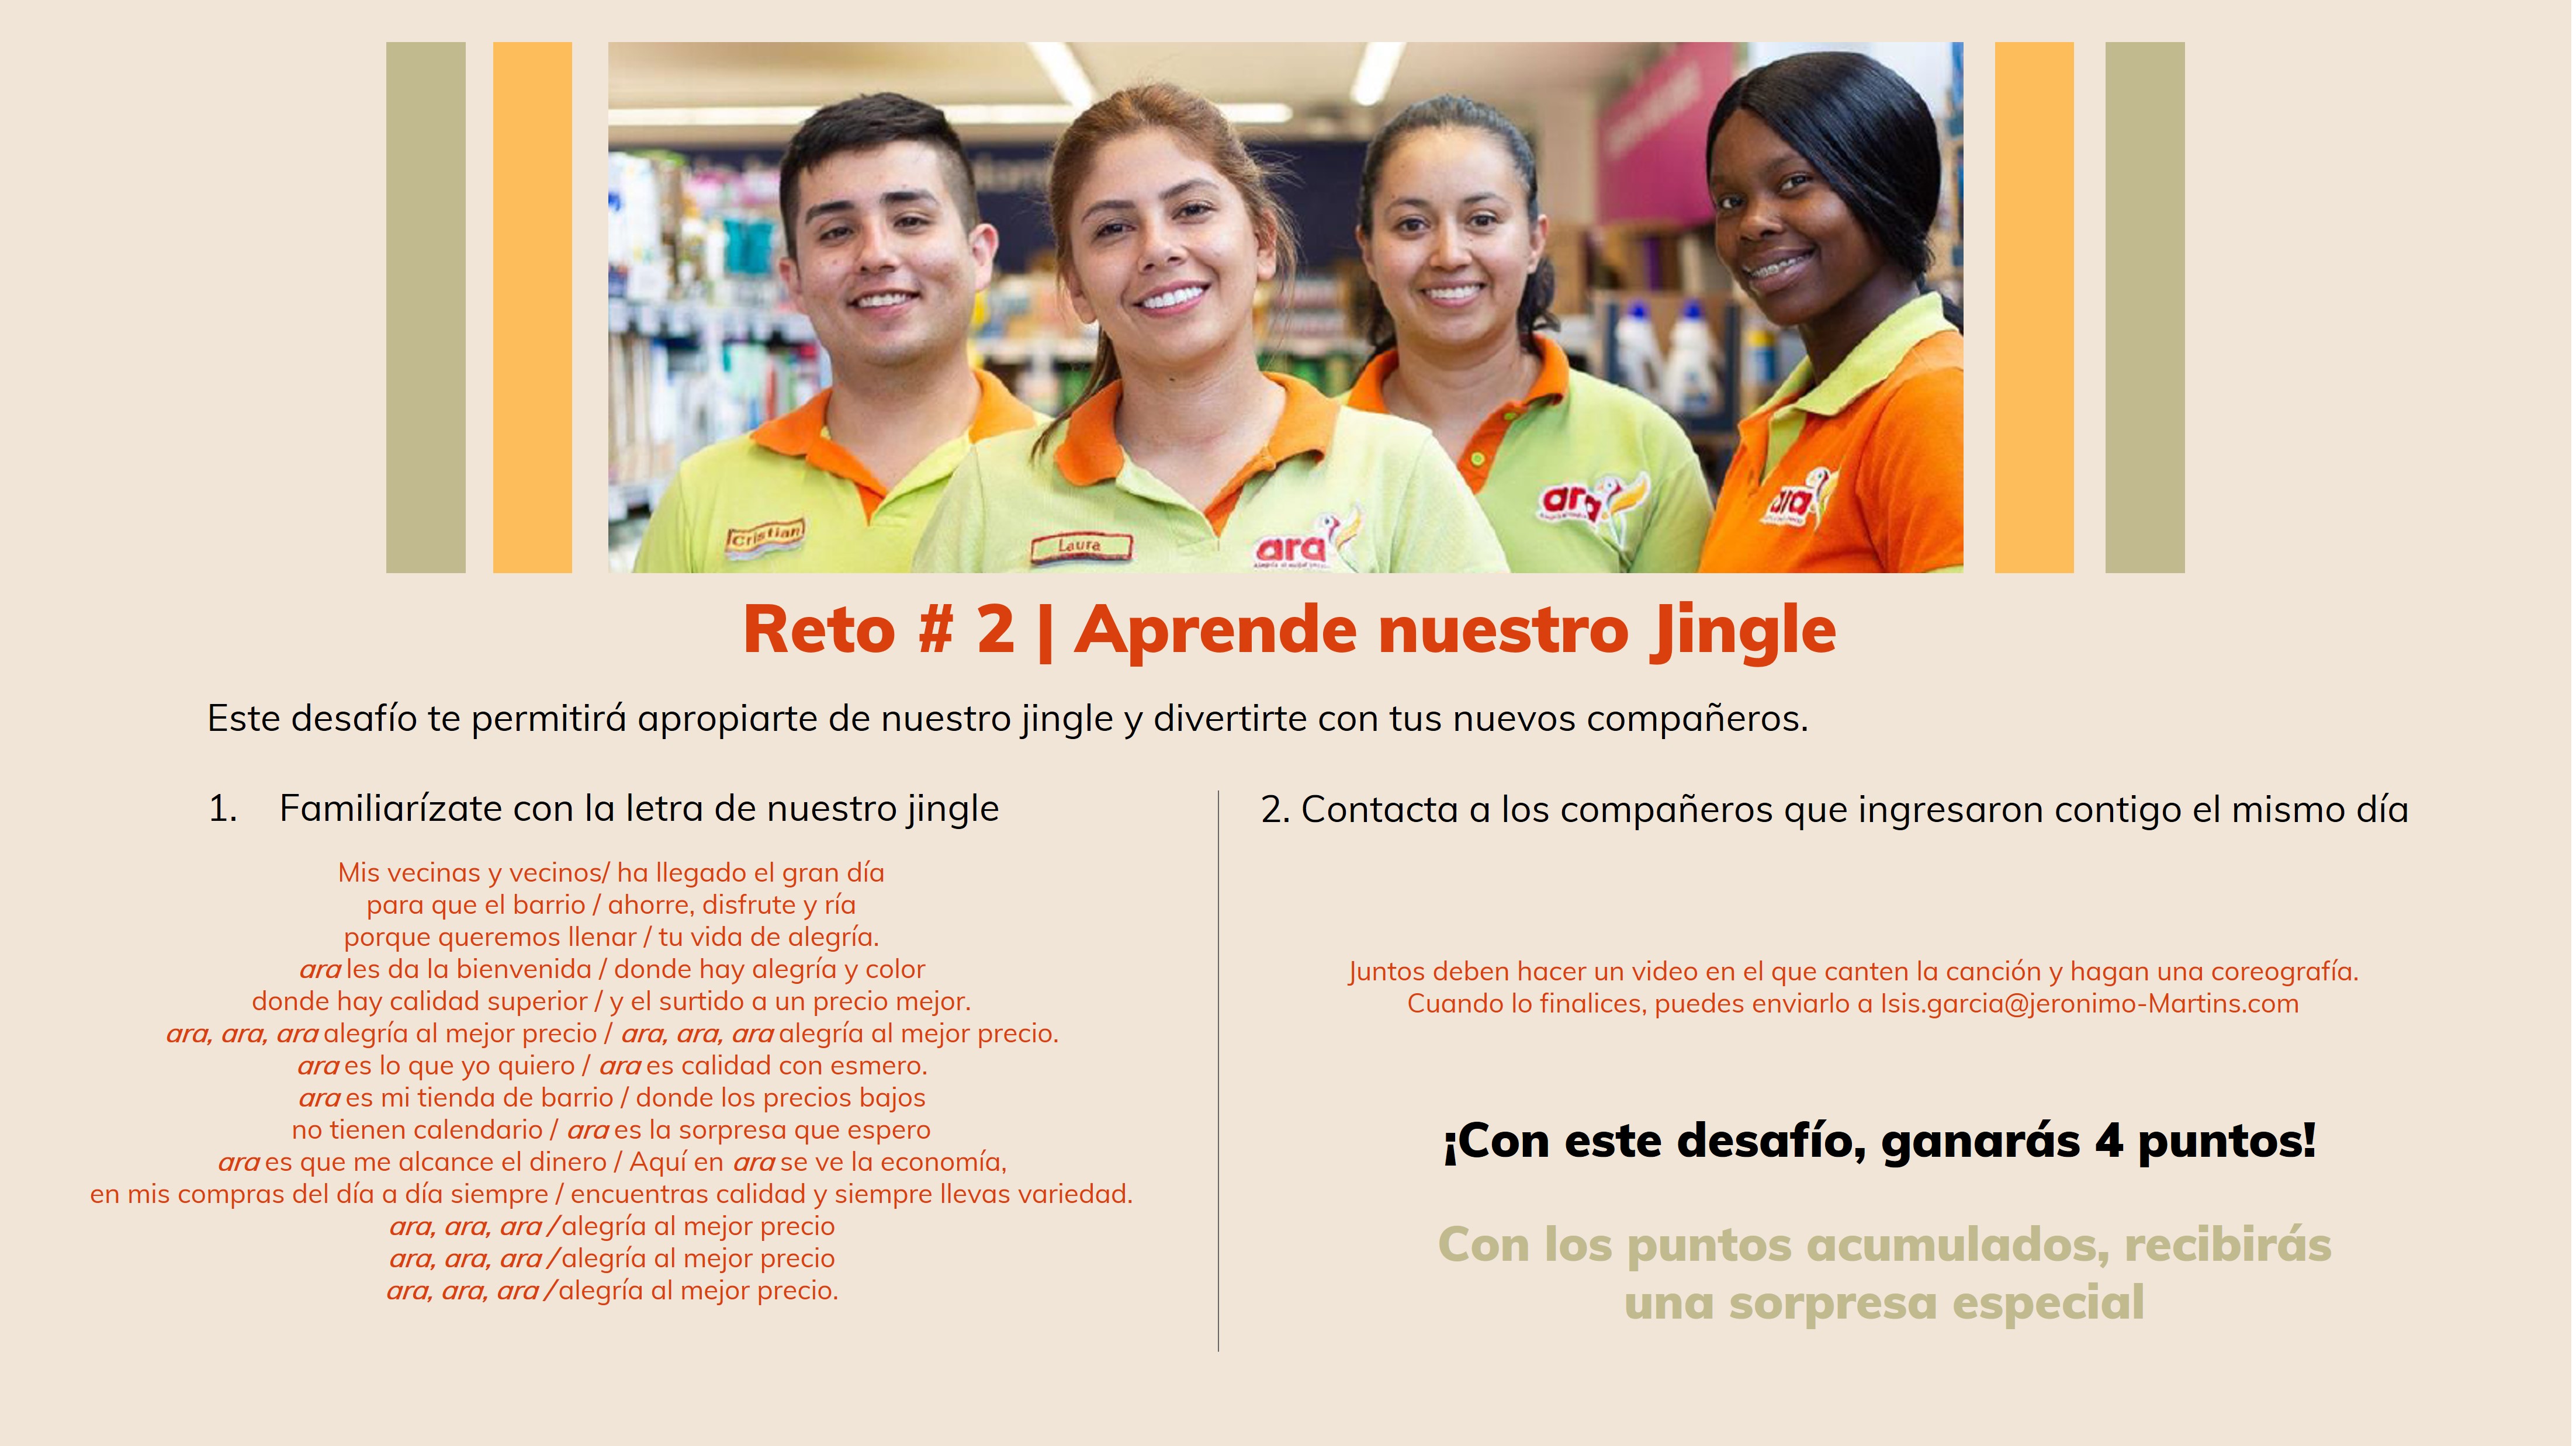 Cristian
Laura
ara
ara
ara
Reto # 2 | Aprende nuestro Jingle
Este desafío te permitirá apropiarte de nuestro jingle y divertirte con tus nuevos compañeros.
1. Familiarízate con la letra de nuestro jingle
Mis vecinas y vecinos/ ha llegado el gran día
para que el barrio / ahorre, disfrute y ría
porque queremos llenar / tu vida de alegría.
ara les da la bienvenida / donde hay alegría y color
donde hay calidad superior / y el surtido a un precio mejor.
ara, ara, ara alegría al mejor precio / ara, ara, ara alegría al mejor precio.
ara es lo que yo quiero / ara es calidad con esmero.
ara es mi tienda de barrio / donde los precios bajos
no tienen calendario / ara es la sorpresa que espero
ara es que me alcance el dinero / Aquí en ara se ve la economía,
en mis compras del día a día siempre / encuentras calidad y siempre llevas variedad.
ara, ara, ara / alegría al mejor precio
ara, ara, ara / alegría al mejor precio
ara, ara, ara / alegría al mejor precio.
2. Contacta a los compañeros que ingresaron contigo el mismo día
Juntos deben hacer un video en el que canten la canción y hagan una coreografía.
Cuando lo finalices, puedes enviarlo a Isis.garcia@jeronimo-Martins.com
¡Con este desafío, ganarás 4 puntos!
Con los puntos acumulados, recibirás
una sorpresa especial